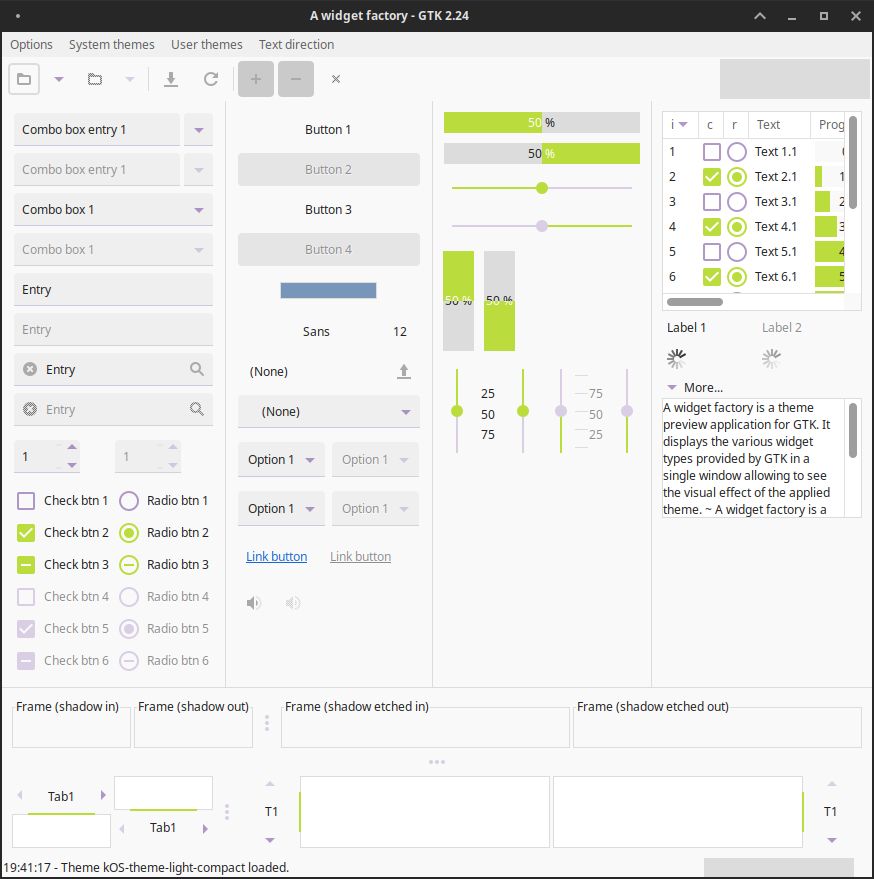 A widget factory - GTK 2.24
Options System themes User themes Text direction
Combo box entry 1
Combo box entry 1
Combo box 1
Combo box 1
Entry
Entry
Entry
Entry
1 1
Check btn 1 Radio btn 1
Check btn 2 Radio btn 2
Check btn 3 Radio btn 3
Check btn 4 Radio btn 4
Check btn 5 Radio btn 5
Check btn 6 Radio btn 6
Button 1
Button 2
Button 3
Button 4
Sans 12
(None)
(None)
Option 1 Option 1
Option 1 Option 1
Link button Link button
50 %
50 %
50 % 50 %
25 75
50 50
75 25
i c r Text Prog
1 Text 1.1
2 Text 2.1 1
3 Text 3.1 2
4 Text 4.1 3
5 Text 5.1 4
6 Text 6.1 5
Label 1 Label 2
More...
A widget factory is a theme
preview application for GTK. It
displays the various widget
types provided by GTK in a
single window allowing to see
the visual effect of the applied
theme. ~ A widget factory is a
Frame (shadow in) Frame (shadow out) Frame (shadow etched in) Frame (shadow etched out)
Tab1 Tab1 T1 T1
19:41:17 - Theme kOS-theme-light-compact loaded.